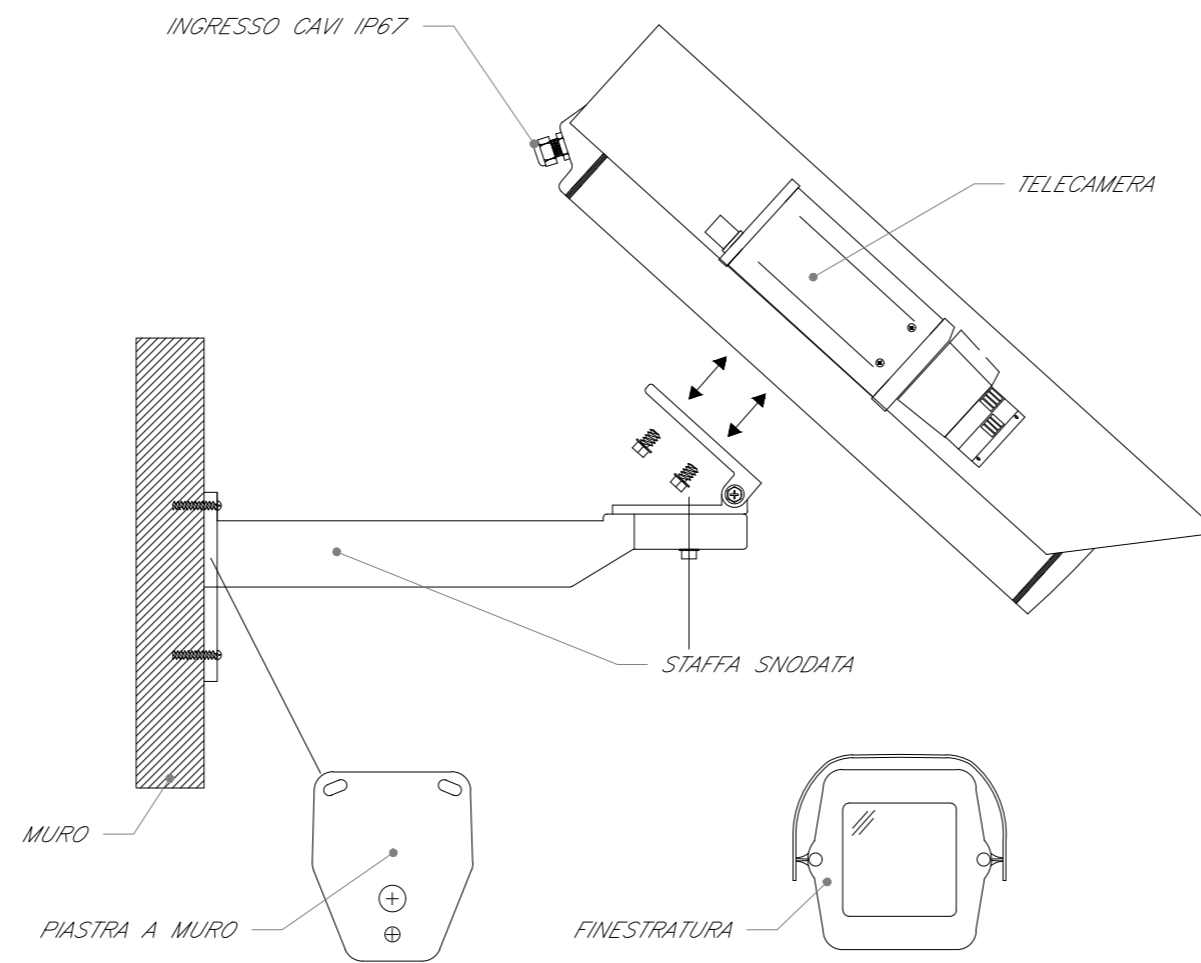 INGRESSO CAVI IP67
TELECAMERA
STAFFA SNODATA
MURO
PIASTRA A MURO
FINESTRATURA